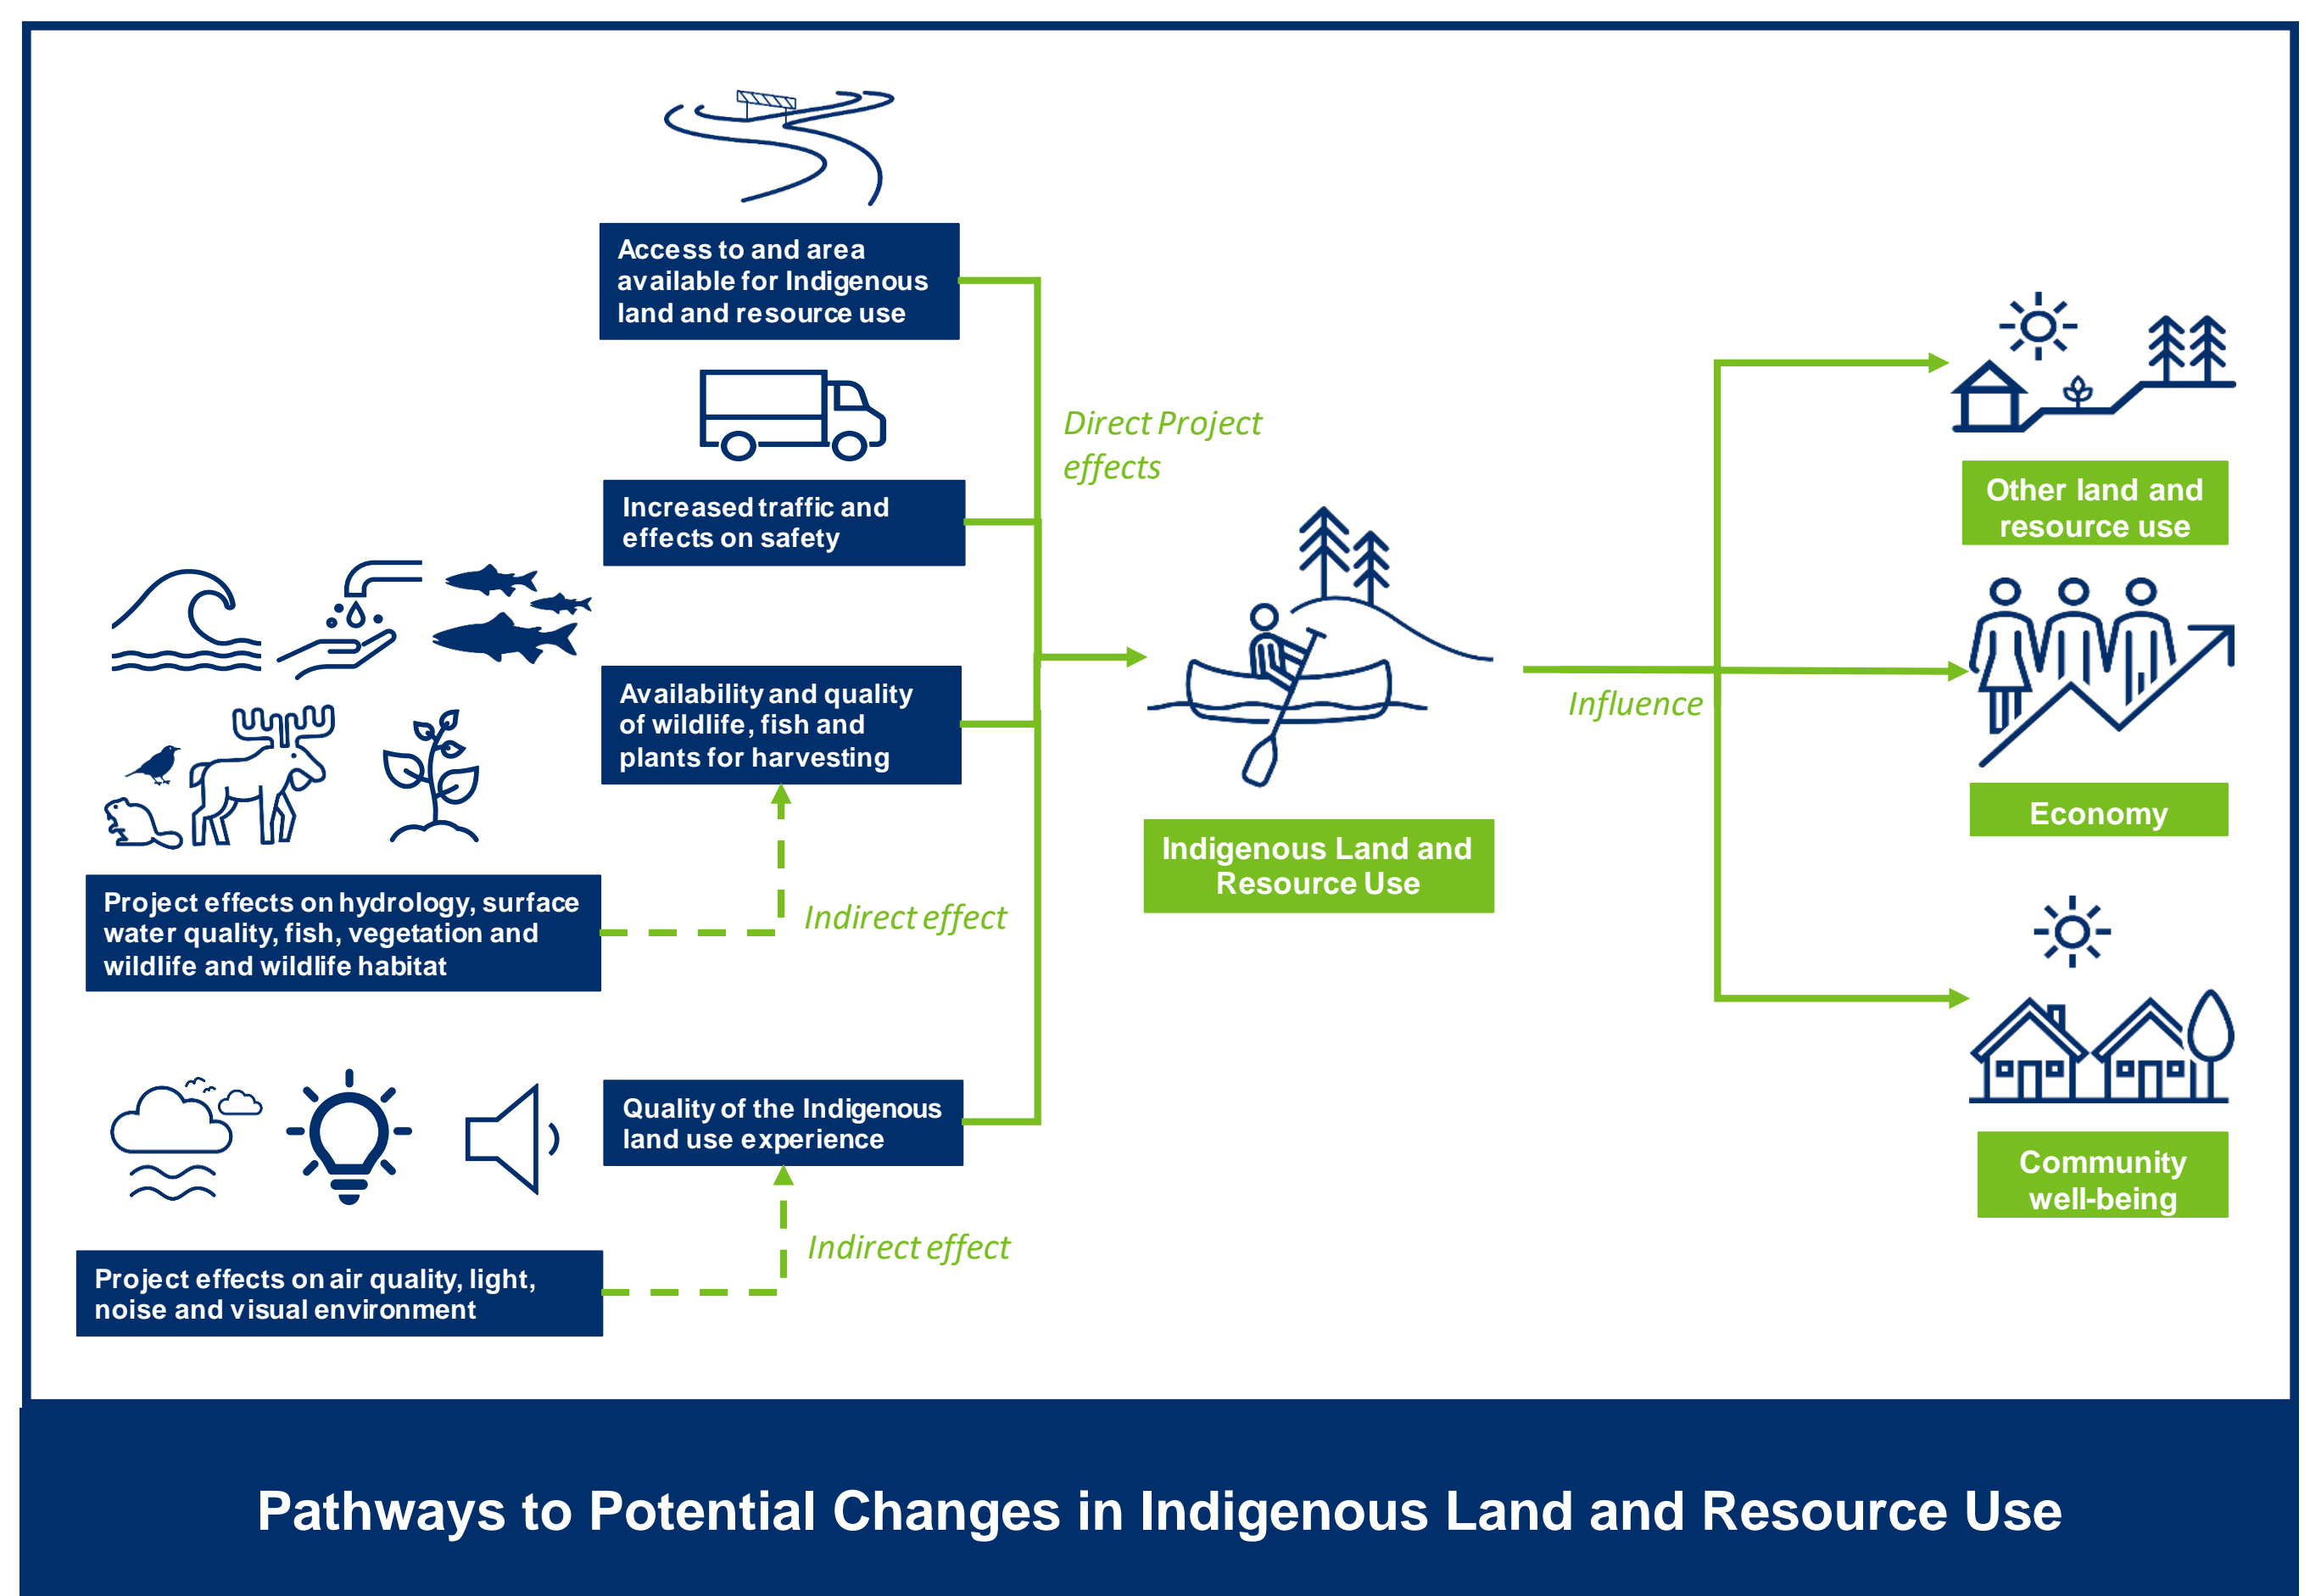 Access to and area
available for Indigenous
land and resource use
Direct Project
effects
Increased traffic and
effects on safety
Other land and
resource use
Availability and quality
of wildlife, fish and
plants for harvesting
Influence
Economy
Indigenous Land and
Resource Use
Project effects on hydrology, surface
water quality, fish, vegetation and
wildlife and wildlife habitat
Indirect effect
Quality of the Indigenous
land use experience
Community
well-being
Indirect effect
Project effects on air quality, light,
noise and visual environment
Pathways to Potential Changes in Indigenous Land and Resource Use